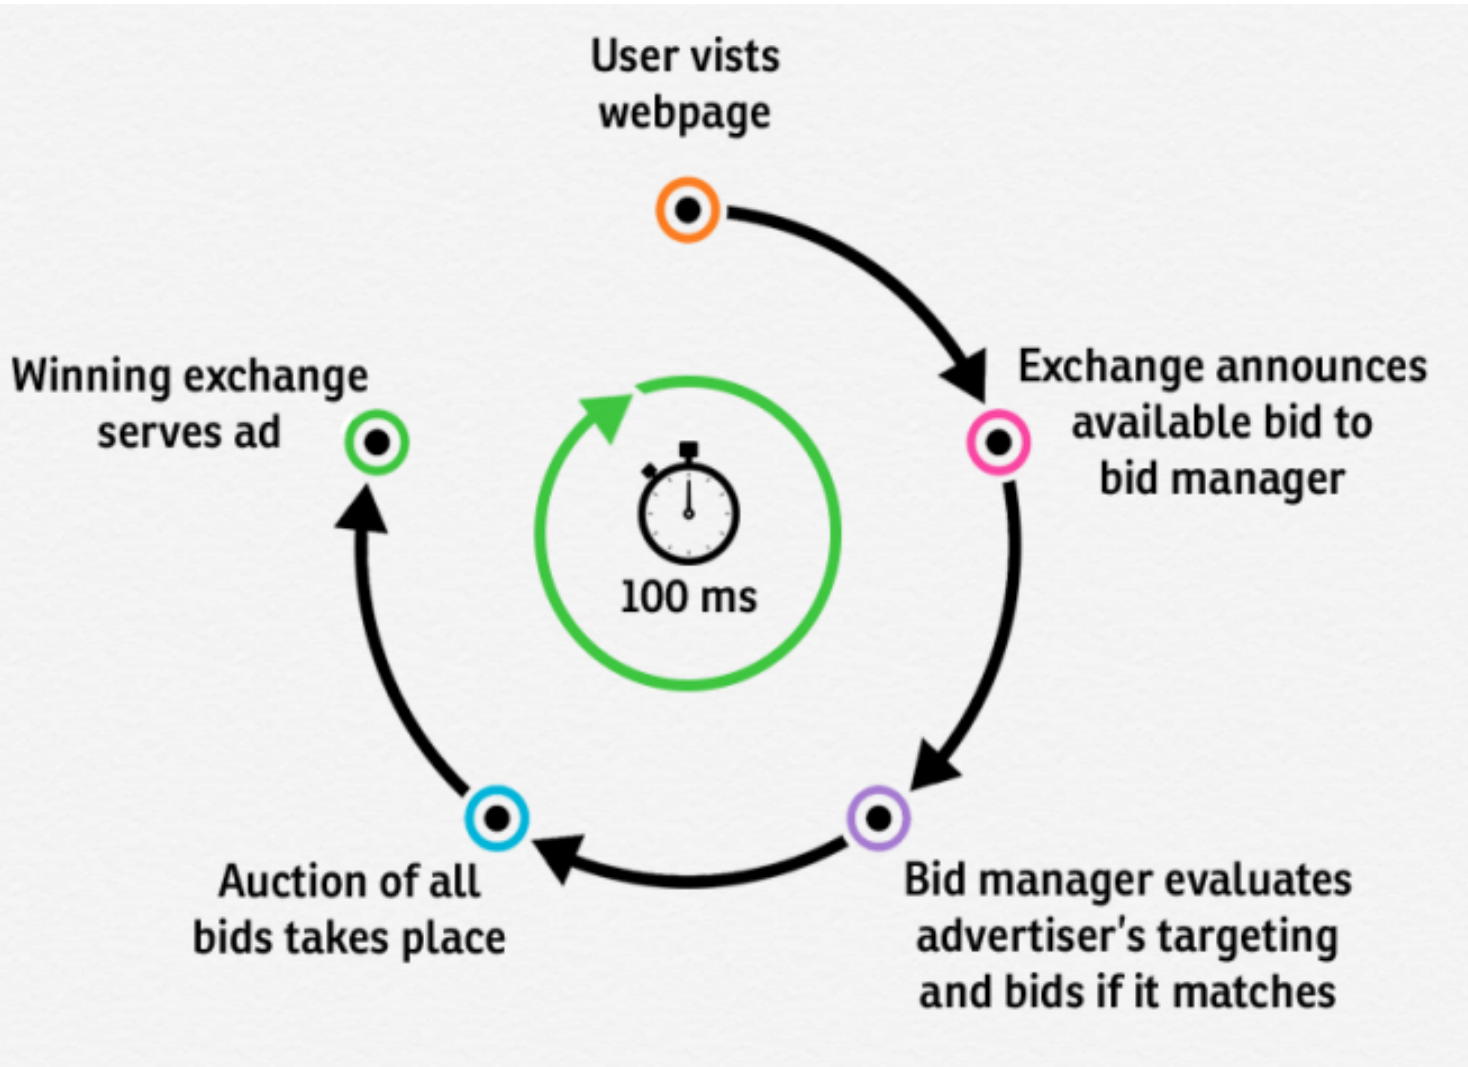 User vists
webpage
Exchange announces
available bid to
bid manager
Bid manager evaluates
advertiser's targeting
and bids if it matches
Auction of all
bids takes place
Winning exchange
serves ad
100 ms